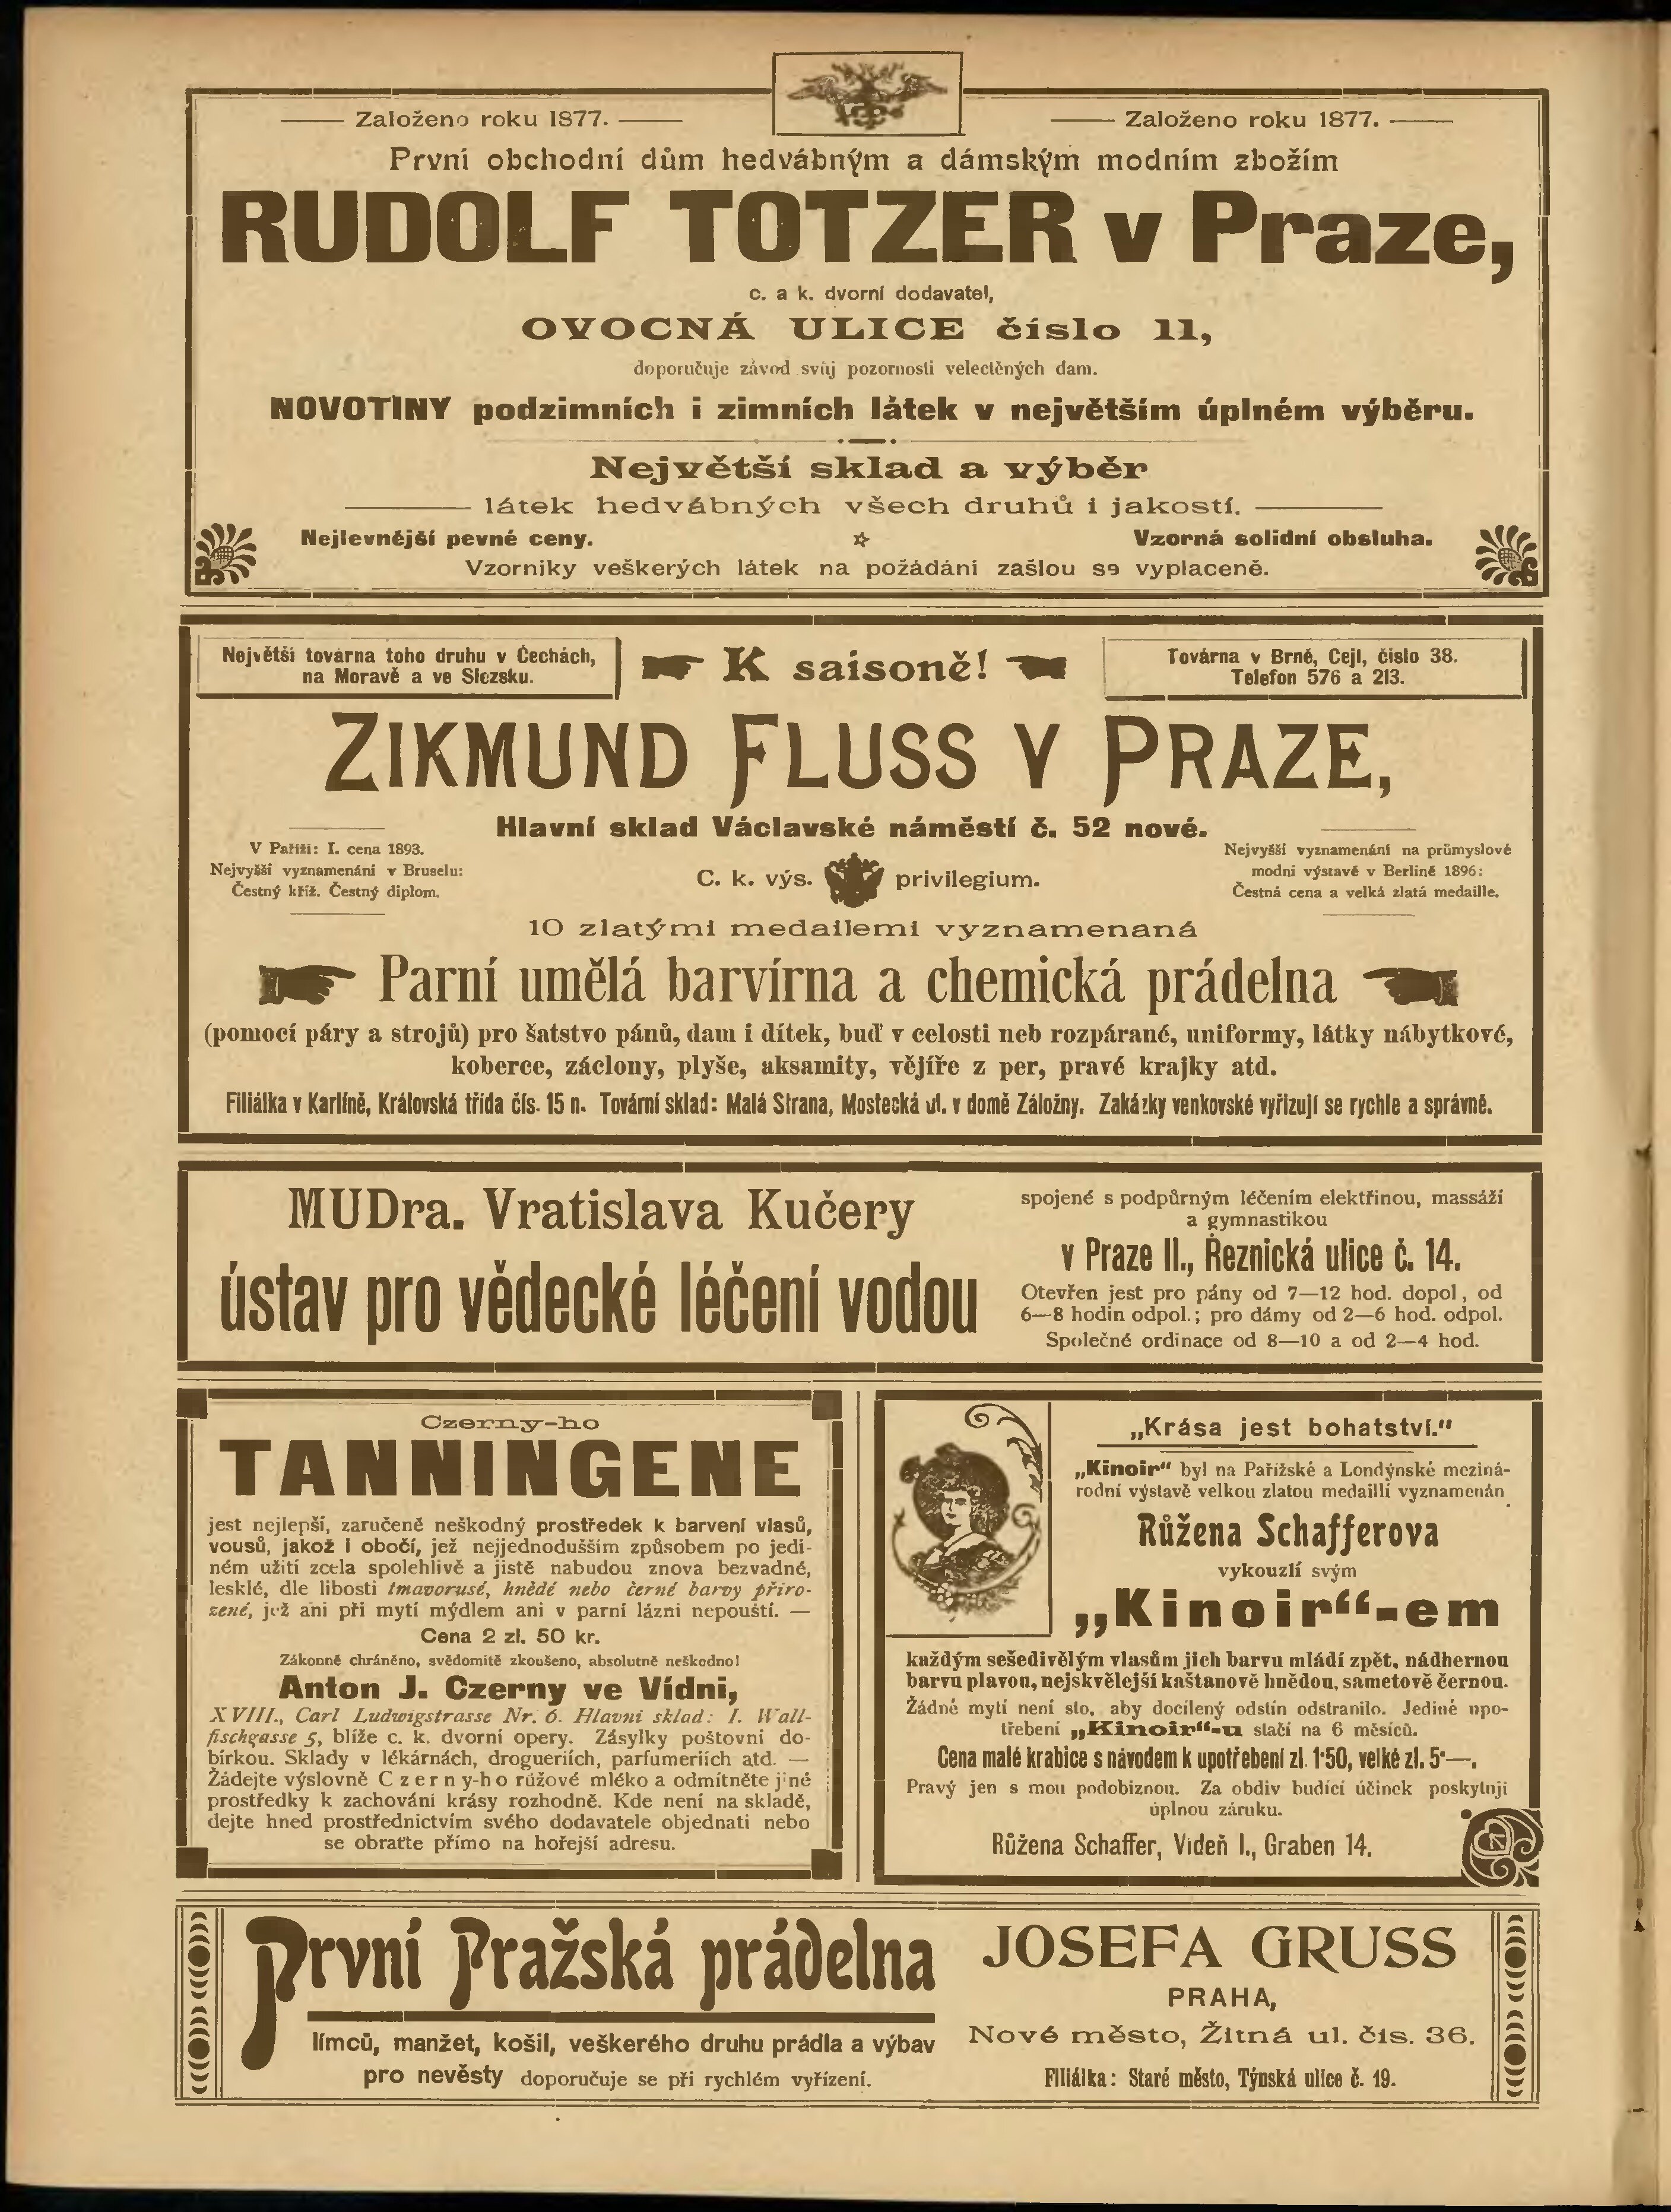 Založeno roku 1877.
Založeno roku 1877.
První obchodní dům hedvábným a dámským modním zbožím
RUDOLF TOTZER v Praze,
c. a k. dvorní dodavatel,
OVOCNÁ ULICE číslo 11,
doporučuje závod svůj pozornosti velectěných dam.
NOVOTINY podzimních i zimních látek v největším úplném výběru.
Největší sklad a výběr
látek hedvábných všech druhů i jakostí.
Nejlevnější pevné ceny.
Vzorná solidní obsluha.
Vzorníky veškerých látek na požádání zašlou se vyplaceně.
Největší továrna toho druhu v Čechách,
na Moravě a ve Slezsku.
K saisoně!
Továrna v Brně, Cejl, číslo 38.
Telefon 576 a 213.
ZIKMUND FLUSS V PRAZE,
Hlavní sklad Václavské náměstí č. 52 nové.
V Paříži: I. cena 1893.
Nejvyšší vyznamenání v Bruselu:
Čestný kříž. Čestný diplom.
C. k. výs. privilegium.
Nejvyšší vyznamenání na průmyslové
modní výstavě v Berlíně 1896:
Čestná cena a velká zlatá medaille.
10 zlatými medailemi vyznamenaná
Parní umělá barvírna a chemická prádelna
(pomocí páry a strojů) pro šatstvo pánů, dam i dítek, buď v celosti neb rozpárané, uniformy, látky nábytkové,
koberce, záclony, plyše, aksamity, vějíře z per, pravé krajky atd.
Filiálka v Karlíně, Královská třída čís. 15 n. Tovární sklad: Malá Strana, Mostecká ul. v domě Záložny. Zakázky venkovské vyřizují se rychle a správně.
MUDra. Vratislava Kučery
ústav pro vědecké léčení vodou
spojené s podpůrným léčením elektřinou, massáží
a gymnastikou
v Praze II., Řeznická ulice č. 14.
Otevřen jest pro pány od 7—12 hod. dopol, od
6—8 hodin odpol.; pro dámy od 2—6 hod. odpol.
Společné ordinace od 8—10 a od 2—4 hod.
Czerny-ho
TANNINGENE
jest nejlepší, zaručeně neškodný prostředek k barvení vlasů,
vousů, jakož i obočí, jež nejjednodušším způsobem po jedi-
ném užití zcela spolehlivě a jistě nabudou znova bezvadné,
lesklé, dle libosti tmavorusé, hnědé nebo černé barvy přiro-
zené, jež ani při mytí mýdlem ani v parní lázni nepouští. —
Cena 2 zl. 50 kr.
Zákonně chráněno, svědomitě zkoušeno, absolutně neškodno!
Anton J. Czerny ve Vídni,
XVIII., Carl Ludwigstrasse Nr. 6. Hlavní sklad: I. Wall-
fischgasse 5, blíže c. k. dvorní opery. Zásylky poštovní do-
bírkou. Sklady v lékárnách, drogueriích, parfumeriích atd. —
Žádejte výslovně Czerny-ho růžové mléko a odmítněte jiné
prostředky k zachování krásy rozhodně. Kde není na skladě,
dejte hned prostřednictvím svého dodavatele objednati nebo
se obraťte přímo na hořejší adresu.
„Krása jest bohatství."
„Kinoir“ byl na Pařížské a Londýnské meziná-
rodní výstavě velkou zlatou medaillí vyznamenán
Růžena Schafferova
vykouzlí svým
„Kinoir“-em
každým sešedivělým vlasům jich barvu mládí zpět, nádhernou
barvu plavou, nejskvělejší kaštanově hnědou, sametově černou.
Žádné mytí není sto, aby docílený odstín odstranilo. Jediné upo-
třebení „Kinoir“-u stačí na 6 měsíců.
Cena malé krabice s návodem k upotřebení zl. 1·50, velké zl. 5·—.
Pravý jen s mou podobiznou. Za obdiv budící účinek poskytuji
úplnou záruku.
Růžena Schaffer, Vídeň I., Graben 14.
První Pražská prádelna
límců, manžet, košil, veškerého druhu prádla a výbav
pro nevěsty doporučuje se při rychlém vyřízení.
JOSEFA GRUSS
PRAHA,
Nové město, Žitná ul. čís. 36.
Filiálka: Staré město, Týnská ulice č. 19.